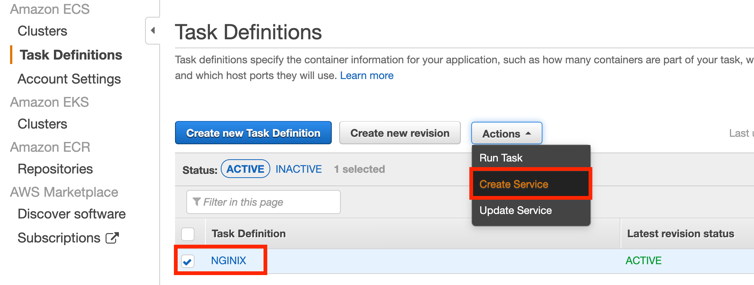 Amazon ECS
Clusters
Task Definitions
Account Settings
Amazon EKS
Clusters
Amazon ECR
Repositories
AWS Marketplace
Discover software
Subscriptions
Task Definitions
Task definitions specify the container information for your application, such as how many containers are part of your task, w
and which host ports they will use. Learn more
Create new Task Definition
Create new revision
Actions
Last u
Run Task
Create Service
Update Service
Status: ACTIVE INACTIVE 1 selected
Filter in this page
Task Definition
Latest revision status
NGINIX
ACTIVE